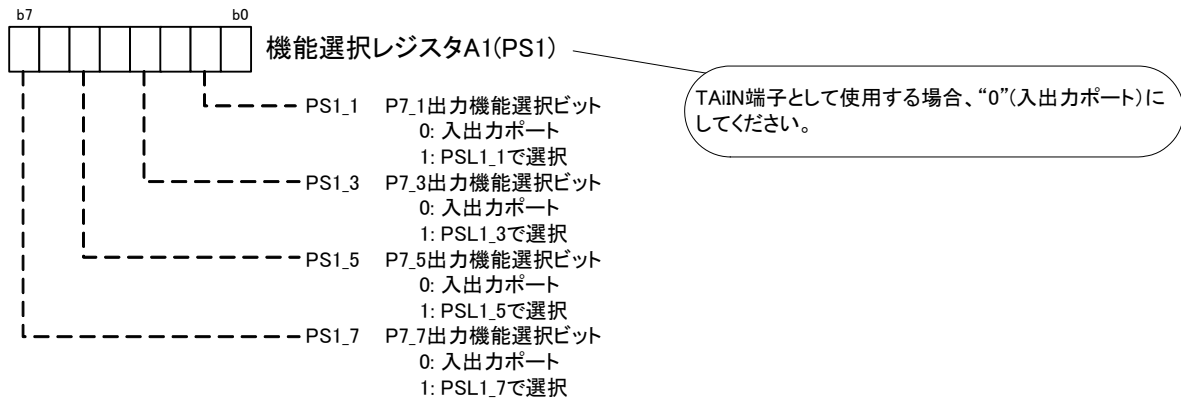 b7 b0
機能選択レジスタA1(PS1)
TAiIN端子として使用する場合、“0”(入出力ポート)に
してください。
PS1_1 P7_1出力機能選択ビット
0: 入出力ポート
1: PSL1_1で選択
PS1_3 P7_3出力機能選択ビット
0: 入出力ポート
1: PSL1_3で選択
PS1_5 P7_5出力機能選択ビット
0: 入出力ポート
1: PSL1_5で選択
PS1_7 P7_7出力機能選択ビット
0: 入出力ポート
1: PSL1_7で選択